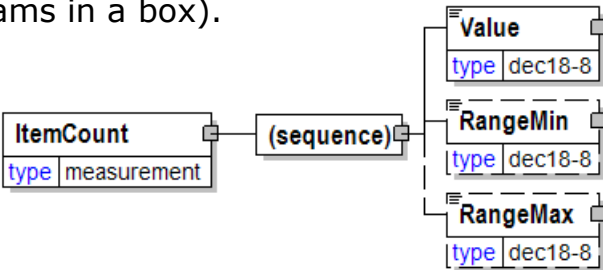 ams in a box).
Value
type dec18-8
ItemCount
type measurement
(sequence)
RangeMin
type dec18-8
RangeMax
type dec18-8